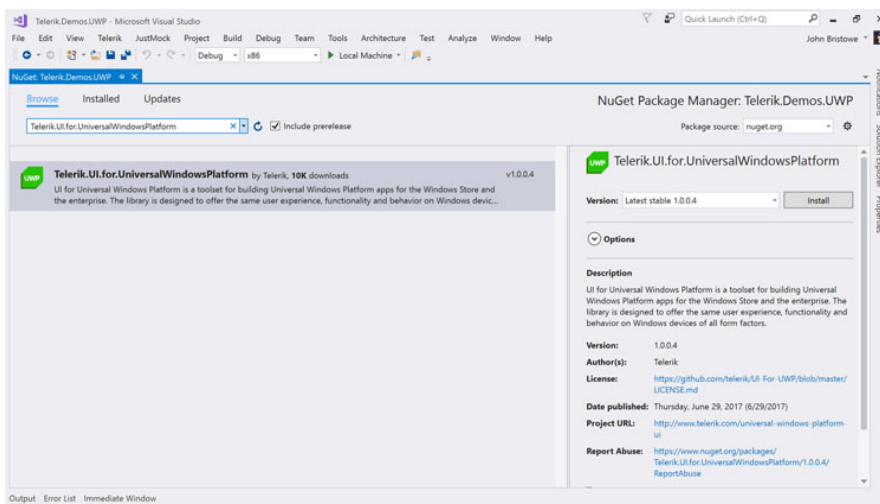 Telerik.Demos.UWP - Microsoft Visual Studio
Quick Launch (Ctrl+Q)
File Edit View Telerik JustMock Project Build Debug Team Tools Architecture Test Analyze Window Help
John Bristowe
Debug x86 Local Machine
NuGet: Telerik.Demos.UWP
Browse Installed Updates
NuGet Package Manager: Telerik.Demos.UWP
Telerik.UI.for.UniversalWindowsPlatform
Include prerelease
Package source: nuget.org
UWP
Telerik.UI.for.UniversalWindowsPlatform by Telerik, 10K downloads
v1.0.0.4
UI for Universal Windows Platform is a toolset for building Universal Windows Platform apps for the Windows Store and
the enterprise. The library is designed to offer the same user experience, functionality and behavior on Windows devic...
UWP
Telerik.UI.for.UniversalWindowsPlatform
Version: Latest stable 1.0.0.4
Install
Options
Description
UI for Universal Windows Platform is a toolset for building Universal
Windows Platform apps for the Windows Store and the enterprise. The
library is designed to offer the same user experience, functionality and
behavior on Windows devices of all form factors.
Version: 1.0.0.4
Author(s): Telerik
License: https://github.com/telerik/UI-For-UWP/blob/master/
LICENSE.md
Date published: Thursday, June 29, 2017 (6/29/2017)
Project URL: http://www.telerik.com/universal-windows-platform-
ui
Report Abuse: https://www.nuget.org/packages/
Telerik.UI.for.UniversalWindowsPlatform/1.0.0.4/
ReportAbuse
Notifications
Solution Explorer
Properties
Output Error List Immediate Window